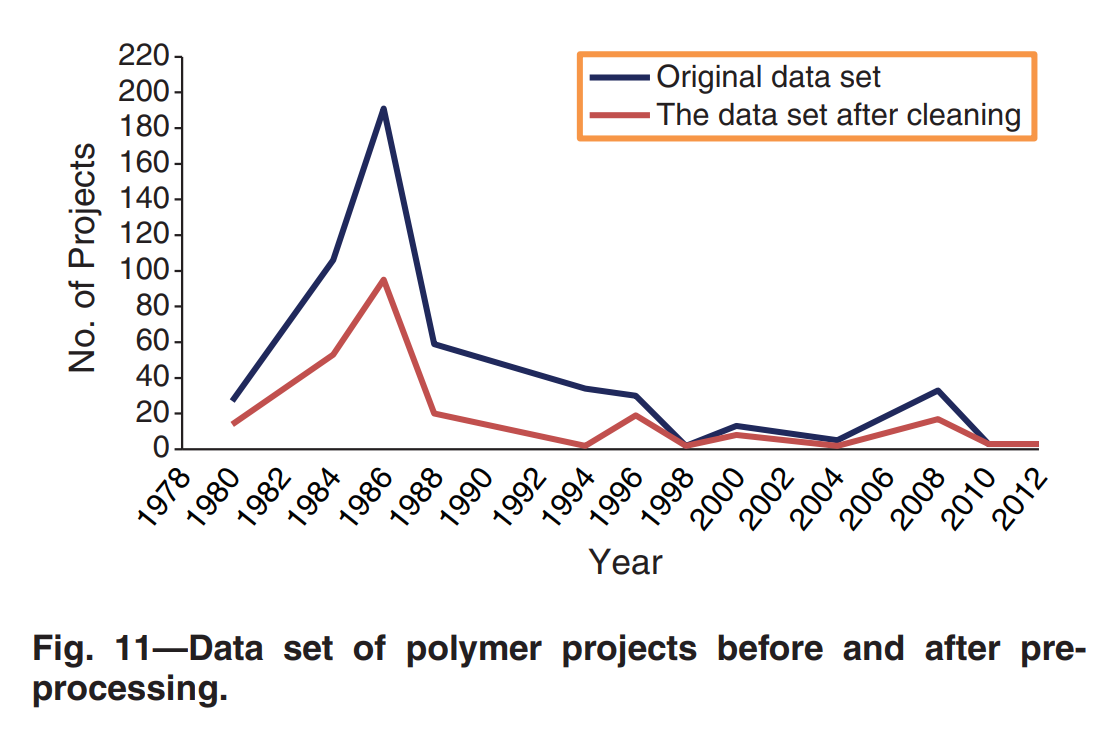 220
200
180
160
140
120
100
80
60
40
20
0
No. of Projects
Original data set
The data set after cleaning
1978 1980 1982 1984 1986 1988 1990 1992 1994 1996 1998 2000 2002 2004 2006 2008 2010 2012
Year
Fig. 11—Data set of polymer projects before and after pre-
processing.